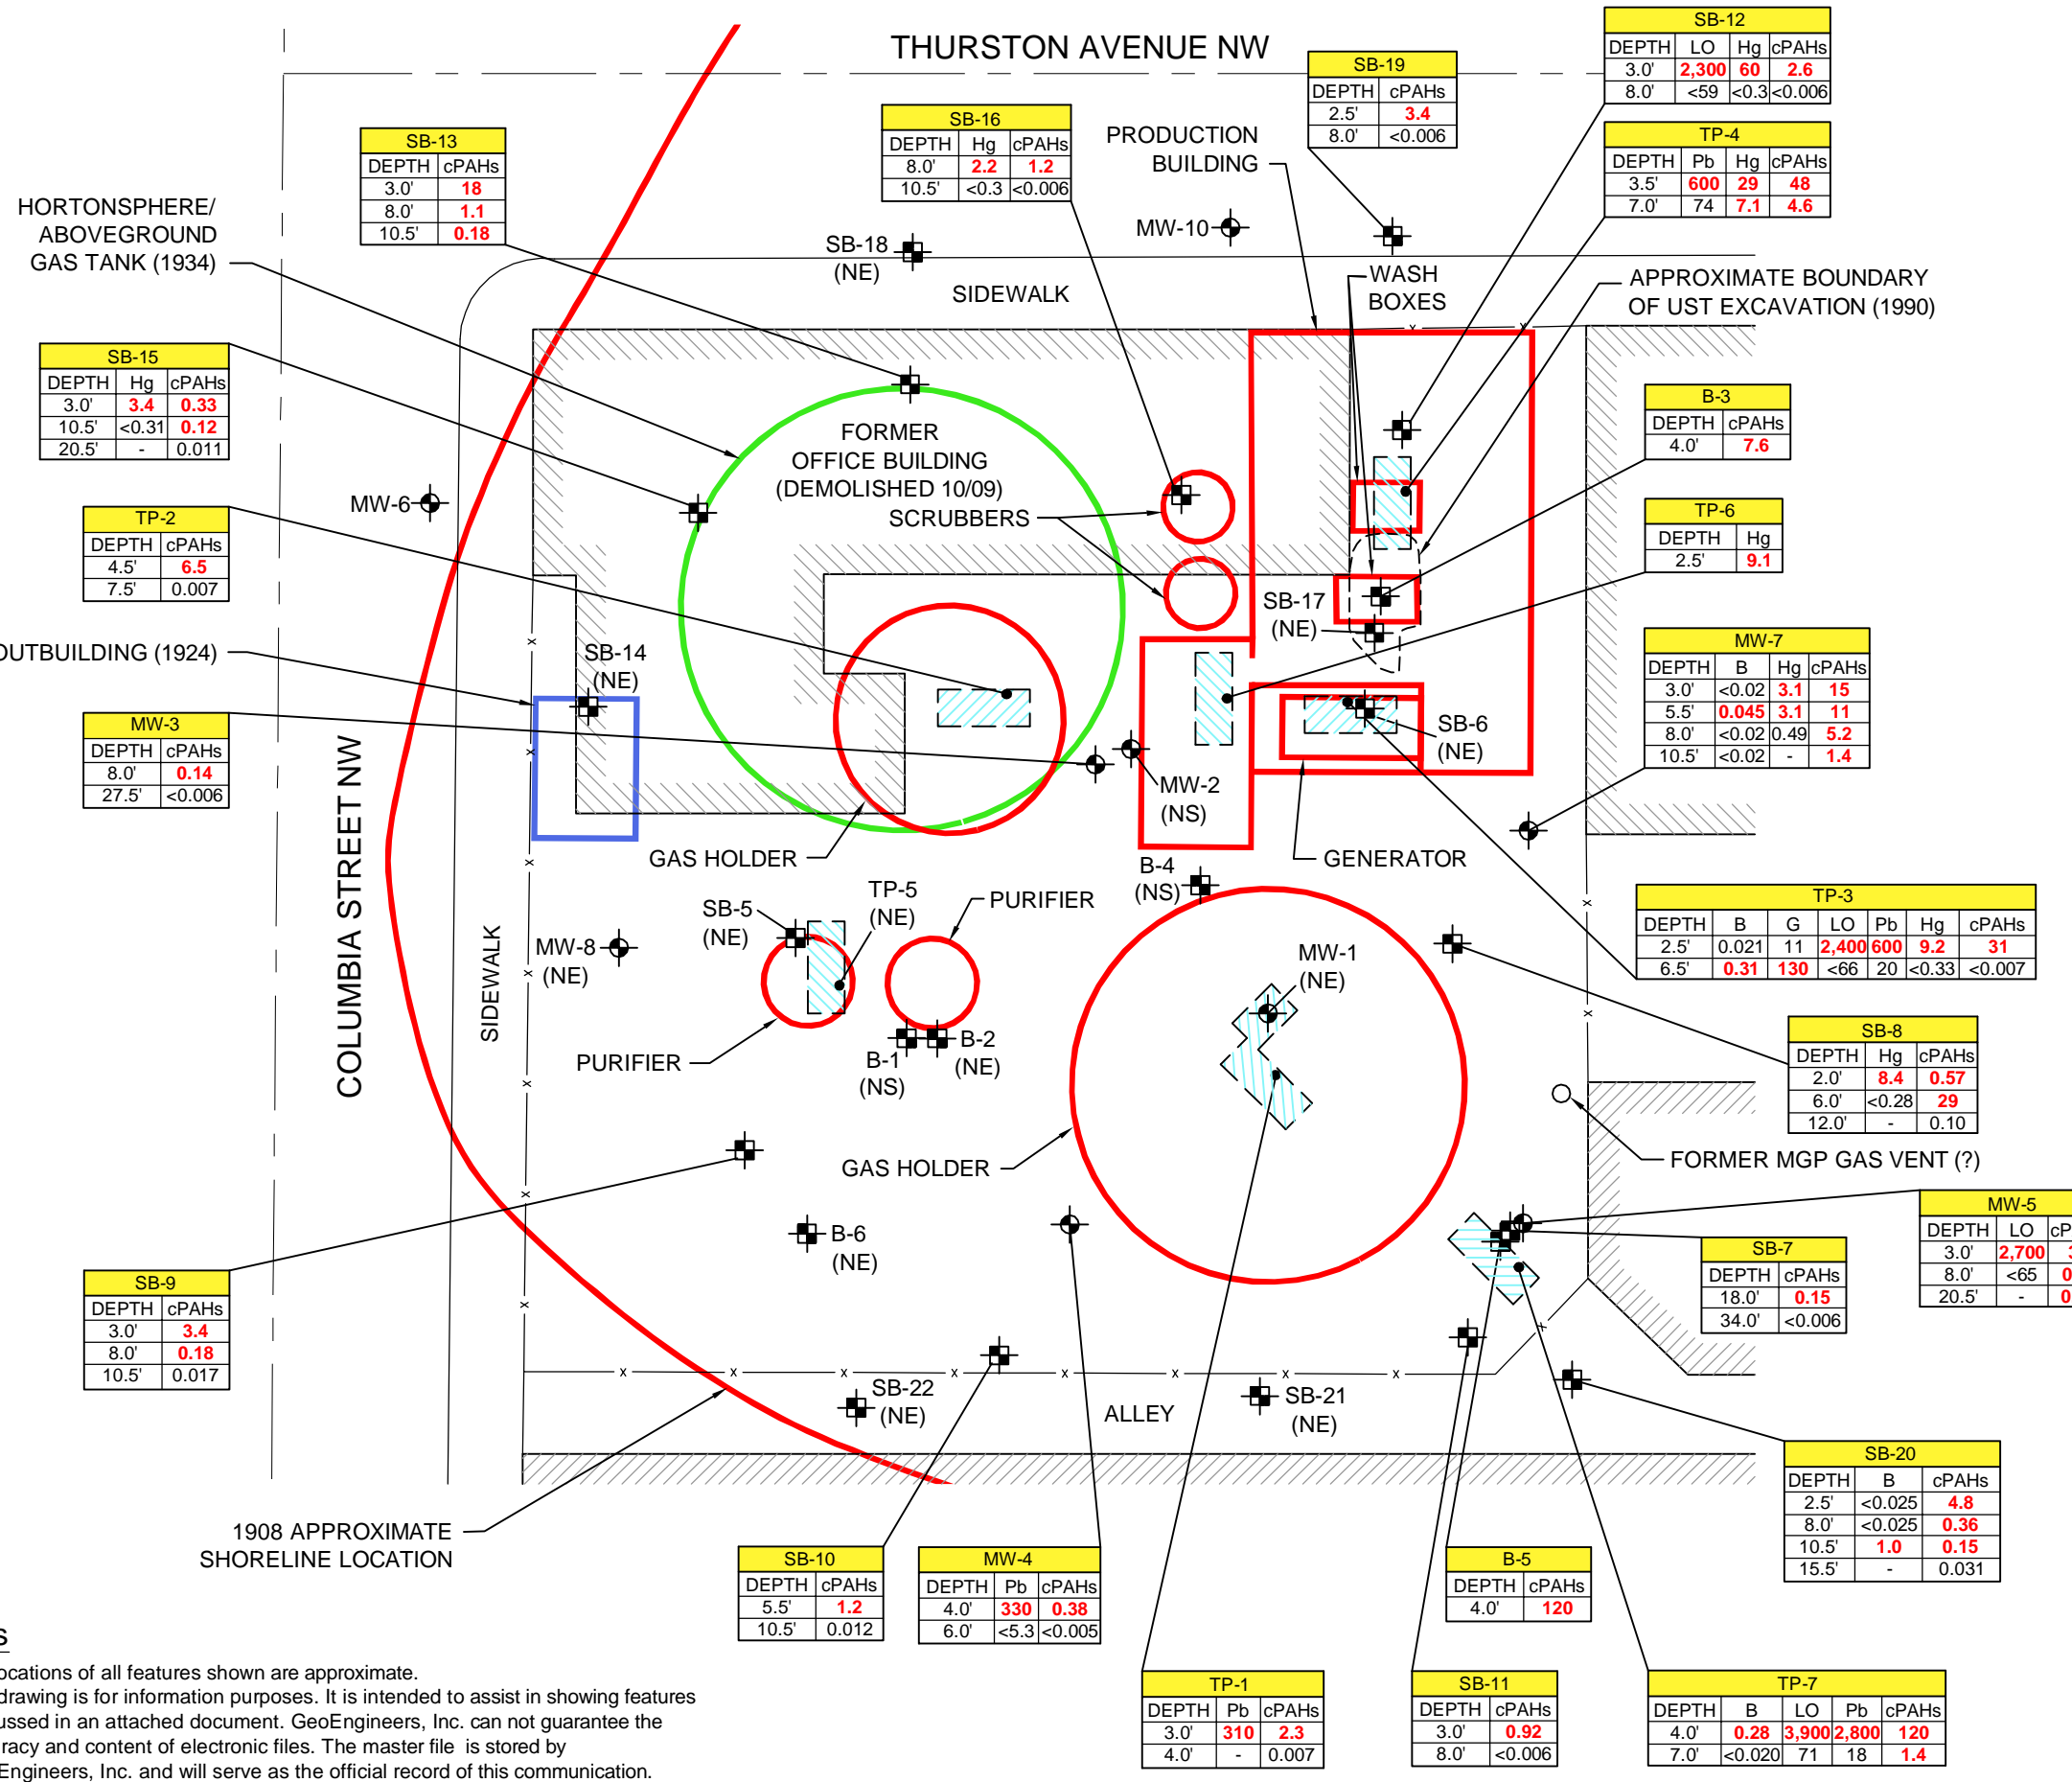 THURSTON AVENUE NW
SB-12
DEPTH LO Hg cPAHs
3.0' 2,300 60 2.6
8.0' <59 <0.3 <0.006
SB-19
DEPTH cPAHs
2.5' 3.4
8.0' <0.006
SB-16
DEPTH Hg cPAHs
8.0' 2.2 1.2
10.5' <0.3 <0.006
PRODUCTION
BUILDING
TP-4
DEPTH Pb Hg cPAHs
3.5' 600 29 48
7.0' 74 7.1 4.6
SB-13
DEPTH cPAHs
3.0' 18
8.0' 1.1
10.5' 0.18
HORTONSPHERE/
ABOVEGROUND
GAS TANK (1934)
SB-18
(NE)
MW-10
SIDEWALK
WASH
BOXES
APPROXIMATE BOUNDARY
OF UST EXCAVATION (1990)
SB-15
DEPTH Hg cPAHs
3.0' 3.4 0.33
10.5' <0.31 0.12
20.5' - 0.011
B-3
DEPTH cPAHs
4.0' 7.6
FORMER
OFFICE BUILDING
(DEMOLISHED 10/09)
SCRUBBERS
MW-6
TP-2
DEPTH cPAHs
4.5' 6.5
7.5' 0.007
TP-6
DEPTH Hg
2.5' 9.1
SB-17
(NE)
OUTBUILDING (1924)
SB-14
(NE)
MW-7
DEPTH B Hg cPAHs
3.0' <0.02 3.1 15
5.5' 0.045 3.1 11
8.0' <0.02 0.49 5.2
10.5' <0.02 - 1.4
MW-3
DEPTH cPAHs
8.0' 0.14
27.5' <0.006
SB-6
(NE)
MW-2
(NS)
COLUMBIA STREET NW
GAS HOLDER
GENERATOR
B-4
(NS)
TP-5
(NE)
PURIFIER
SB-5
(NE)
MW-8
(NE)
SIDEWALK
MW-1
(NE)
TP-3
DEPTH B G LO Pb Hg cPAHs
2.5' 0.021 11 2,400 600 9.2 31
6.5' 0.31 130 <66 20 <0.33 <0.007
PURIFIER
B-1
(NS)
B-2
(NE)
SB-8
DEPTH Hg cPAHs
2.0' 8.4 0.57
6.0' <0.28 29
12.0' - 0.10
GAS HOLDER
FORMER MGP GAS VENT (?)
B-6
(NE)
MW-5
DEPTH LO
3.0' 2,700
8.0' <65
20.5' -
SB-7
DEPTH cPAHs
18.0' 0.15
34.0' <0.006
SB-9
DEPTH cPAHs
3.0' 3.4
8.0' 0.18
10.5' 0.017
SB-22
(NE)
ALLEY
SB-21
(NE)
SB-20
DEPTH B cPAHs
2.5' <0.025 4.8
8.0' <0.025 0.36
10.5' 1.0 0.15
15.5' - 0.031
1908 APPROXIMATE
SHORELINE LOCATION
SB-10
DEPTH cPAHs
5.5' 1.2
10.5' 0.012
MW-4
DEPTH Pb cPAHs
4.0' 330 0.38
6.0' <5.3 <0.005
B-5
DEPTH cPAHs
4.0' 120
TP-1
DEPTH Pb cPAHs
3.0' 310 2.3
4.0' - 0.007
SB-11
DEPTH cPAHs
3.0' 0.92
8.0' <0.006
TP-7
DEPTH B LO Pb cPAHs
4.0' 0.28 3,900 2,800 120
7.0' <0.020 71 18 1.4
ocations of all features shown are approximate.
drawing is for information purposes. It is intended to assist in showing features
ussed in an attached document. GeoEngineers, Inc. can not guarantee the
racy and content of electronic files. The master file is stored by
Engineers, Inc. and will serve as the official record of this communication.